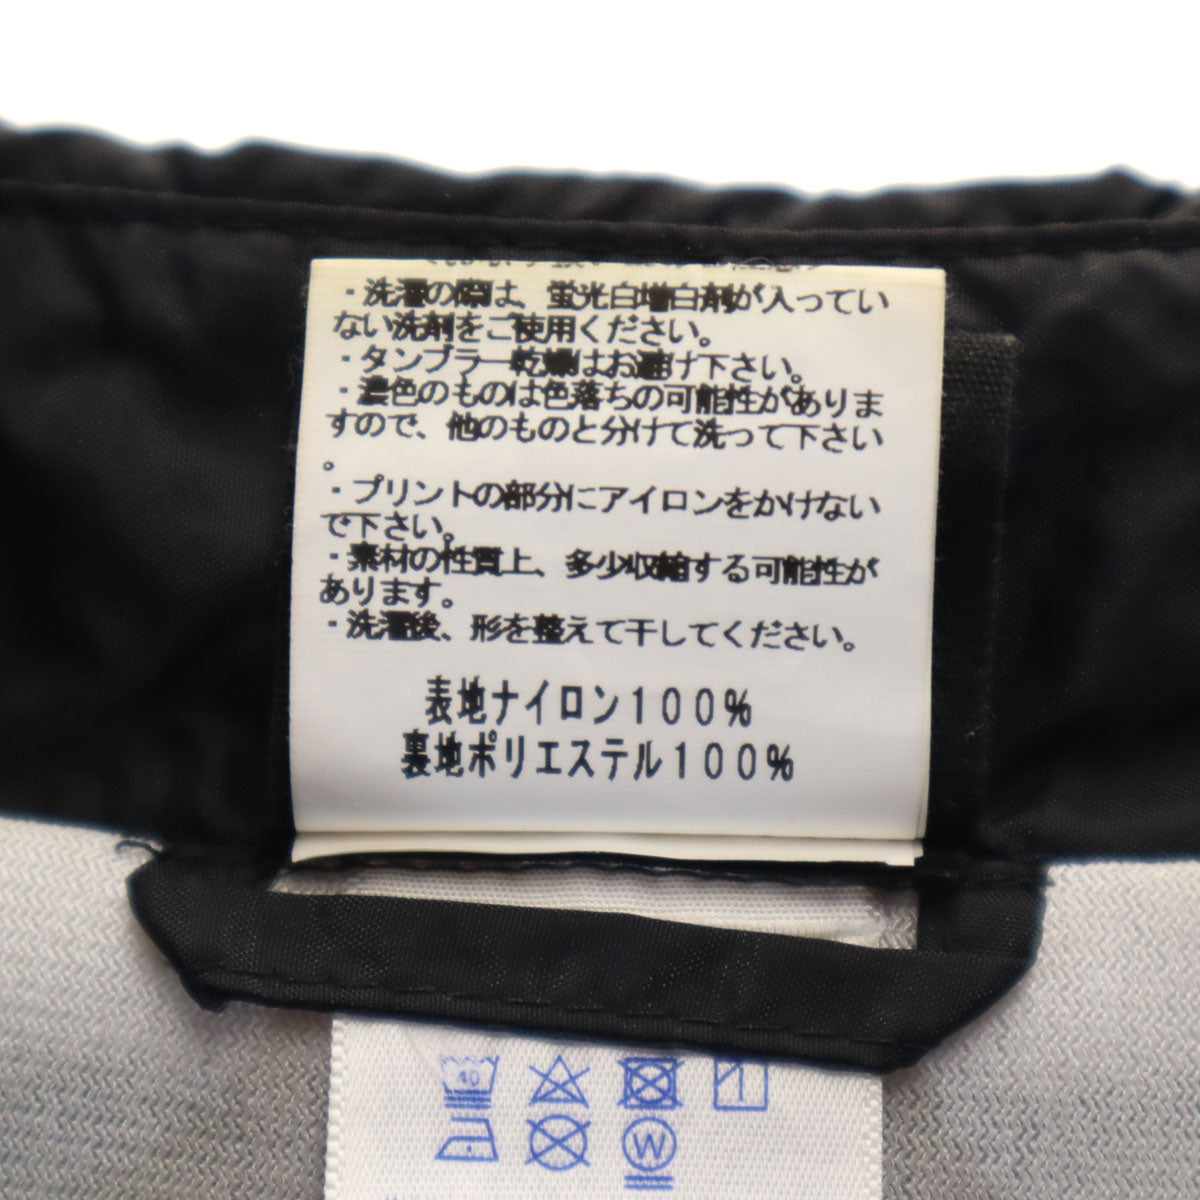 ・洗濯の際は、蛍光白増白剤が入ってい
ない洗剤をご使用ください。
・タンブラー乾燥はお避け下さい。
・濃色のものは色落ちの可能性がありま
すので、他のものと分けて洗って下さい
。
・プリントの部分にアイロンをかけない
で下さい。
・素材の性質上、多少収縮する可能性が
あります。
・洗濯後、形を整えて干してください。
表地ナイロン100%
裏地ポリエステル100%
40
W